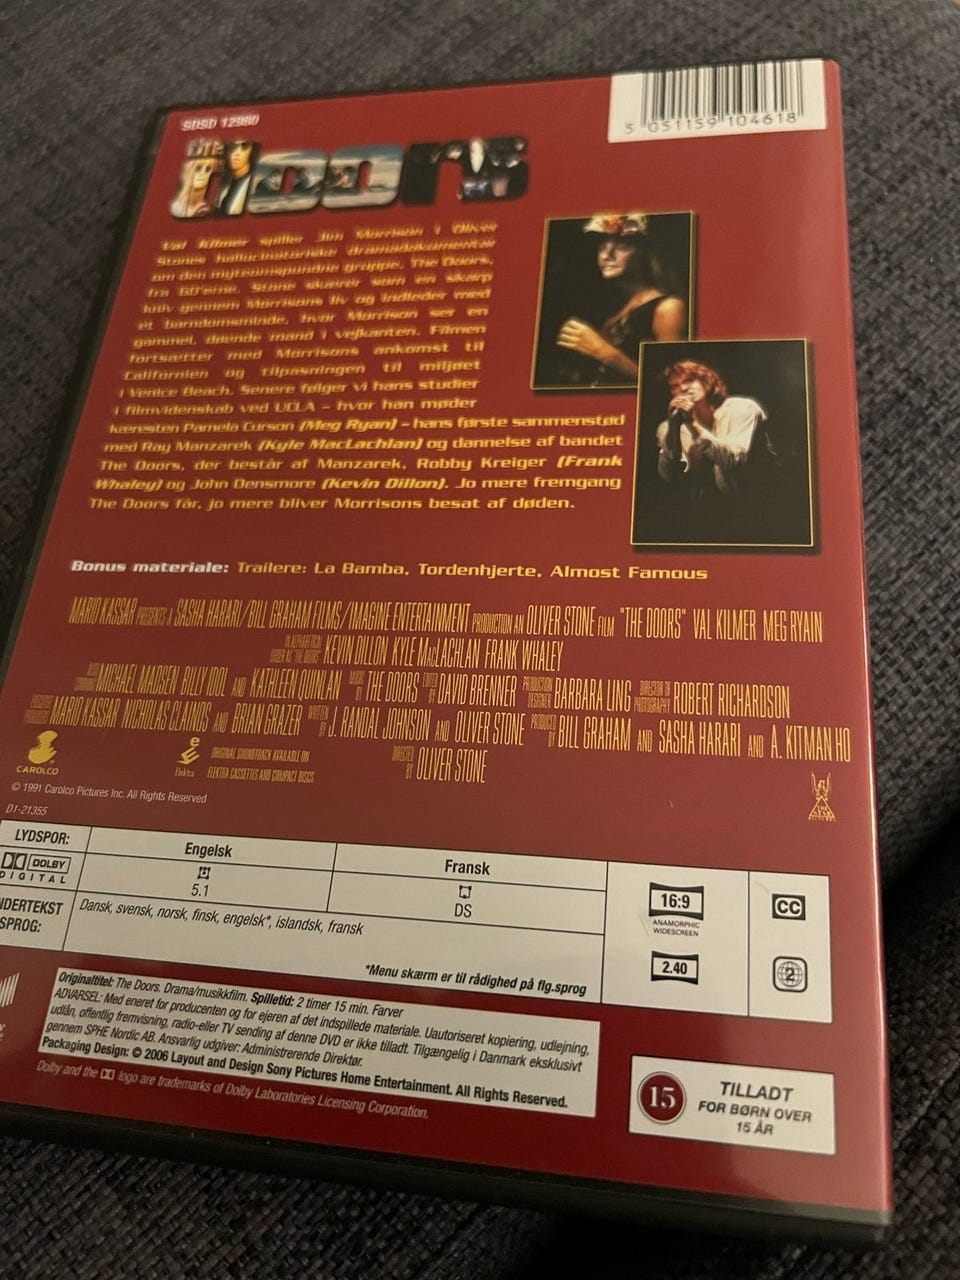 SDSD 12980
5 051159 104618
the doors
Val Kilmer spiller Jim Morrison i Oliver
Stones hallucinatoriske dramadokumentar
om den myteomspundne gruppe, The Doors,
fra 60'erne. Stone skærer som en skarp
kniv gennem Morrisons liv og indleder med
et barndomsminde, hvor Morrison ser en
gammel, døende mand i vejkanten. Filmen
fortsætter med Morrisons ankomst til
Californien og tilpasningen til miljøet
i Venice Beach. Senere følger vi hans studier
i filmvidenskab ved UCLA - hvor han møder
kæresten Pamela Curson (Meg Ryan) - hans første sammenstød
med Ray Manzarek (Kyle MacLachlan) og dannelse af bandet
The Doors, der består af Manzarek, Robby Kreiger (Frank
Whaley) og John Densmore (Kevin Dillon). Jo mere fremgang
The Doors får, jo mere bliver Morrisons besat af døden.
Bonus materiale: Trailere: La Bamba, Tordenhjerte, Almost Famous
MARIO KASSAR PRESENTS A SASHA HARARI/BILL GRAHAM FILMS/IMAGINE ENTERTAINMENT PRODUCTION AN OLIVER STONE FILM "THE DOORS" VAL KILMER MEG RYAIN
IN ALPHABETICAL ORDER AS "THE DOORS" KEVIN DILLON KYLE MacLACHLAN FRANK WHALEY
ALSO STARRING MICHAEL MADSEN BILLY IDOL AND KATHLEEN QUINLAN MUSIC BY THE DOORS EDITED BY DAVID BRENNER PRODUCTION DESIGNER BARBARA LING DIRECTOR OF PHOTOGRAPHY ROBERT RICHARDSON
EXECUTIVE PRODUCER MARIO KASSAR NICHOLAS CLAINOS AND BRIAN GRAZER WRITTEN BY J. RANDAL JOHNSON AND OLIVER STONE PRODUCED BY BILL GRAHAM AND SASHA HARARI AND A. KITMAN HO
DIRECTED BY OLIVER STONE
CAROLCO
Elektra
ORIGINAL SOUNDTRACK AVAILABLE ON
ELEKTRA CASSETTES AND COMPACT DISCS
© 1991 Carolco Pictures Inc. All Rights Reserved
D1-21355
LYDSPOR:
Engelsk
Fransk
DOLBY
DIGITAL
5.1
DS
NDERTEKST
SPROG:
Dansk, svensk, norsk, finsk, engelsk*, islandsk, fransk
*Menu skærm er til rådighed på flg.sprog
16:9
ANAMORPHIC
WIDESCREEN
2.40
CC
2
Originaltitel: The Doors. Drama/musikkfilm. Spilletid: 2 timer 15 min. Farver
ADVARSEL: Med eneret for producenten og for ejeren af det indspillede materiale. Uautoriseret kopiering, udlejning,
udlån, offentlig fremvisning, radio-eller TV sending af denne DVD er ikke tilladt. Tilgængelig i Danmark eksklusivt
gennem SPHE Nordic AB. Ansvarlig udgiver: Administrerende Direktør.
Packaging Design: © 2006 Layout and Design Sony Pictures Home Entertainment. All Rights Reserved.
Dolby and the DD logo are trademarks of Dolby Laboratories Licensing Corporation.
15
TILLADT
FOR BØRN OVER
15 ÅR